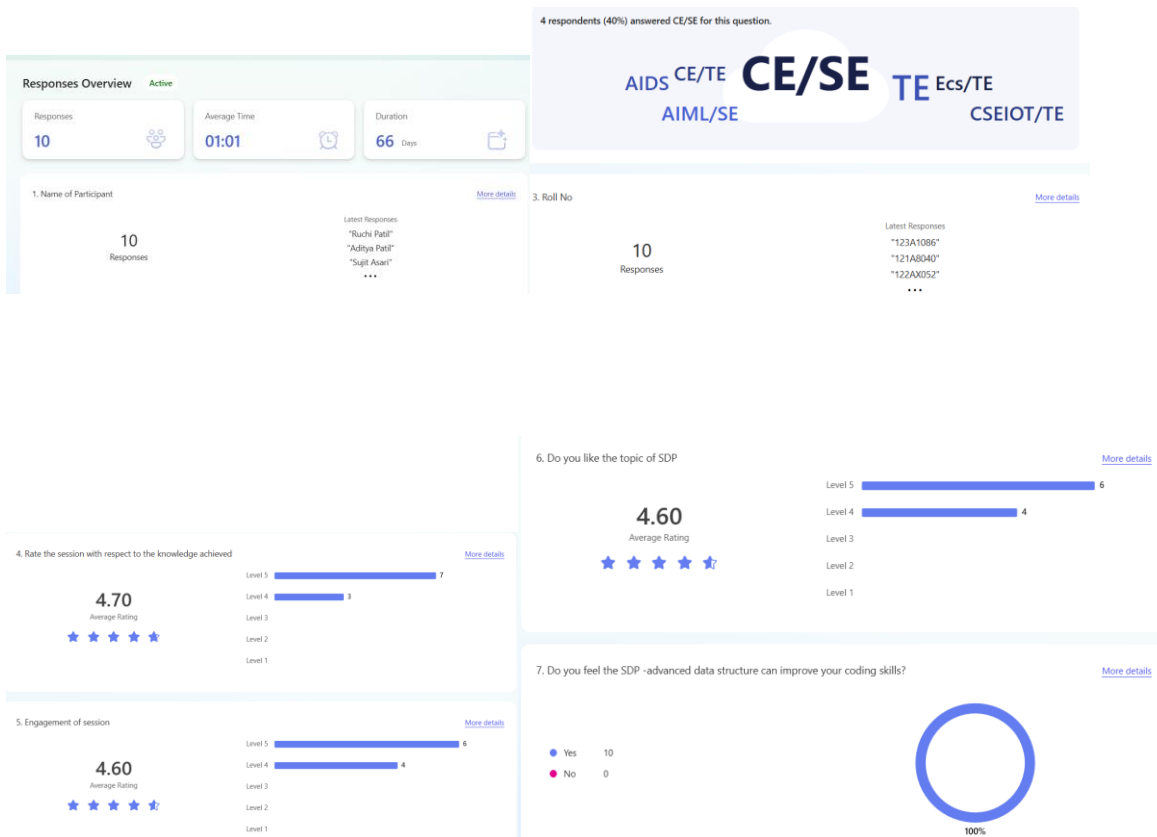 4 respondents (40%) answered CE/SE for this question.
AIDS CE/TE CE/SE TE Ecs/TE
AIML/SE CSEIOT/TE
Responses Overview Active
Responses
10
Average Time
01:01
Duration
66 Days
1. Name of Participant More details
10
Responses
Latest Responses
"Ruchi Patil"
"Aditya Patil"
"Sujit Asari"
...
3. Roll No More details
10
Responses
Latest Responses
"123A1086"
"121A8040"
"122AX052"
...
4. Rate the session with respect to the knowledge achieved More details
4.70
Average Rating
Level 5 7
Level 4 3
Level 3
Level 2
Level 1
5. Engagement of session More details
4.60
Average Rating
Level 5 6
Level 4 4
Level 3
Level 2
Level 1
6. Do you like the topic of SDP More details
4.60
Average Rating
Level 5 6
Level 4 4
Level 3
Level 2
Level 1
7. Do you feel the SDP -advanced data structure can improve your coding skills? More details
Yes 10
No 0
100%